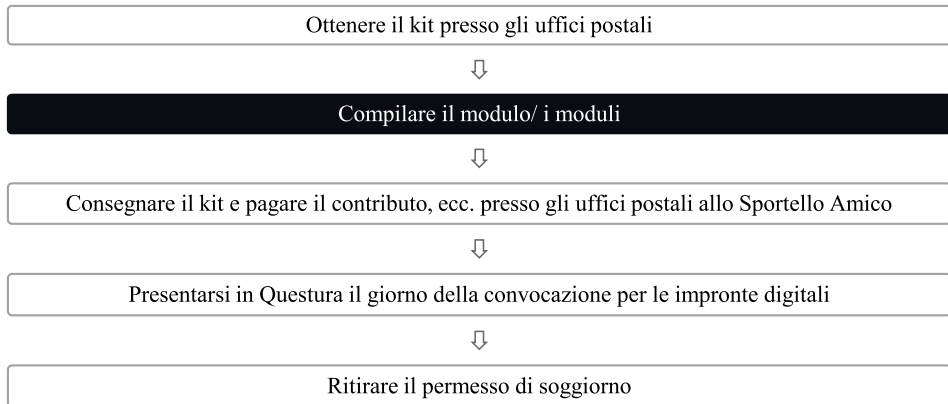 Ottenere il kit presso gli uffici postali
Compilare il modulo/ i moduli
Consegnare il kit e pagare il contributo, ecc. presso gli uffici postali allo Sportello Amico
Presentarsi in Questura il giorno della convocazione per le impronte digitali
Ritirare il permesso di soggiorno